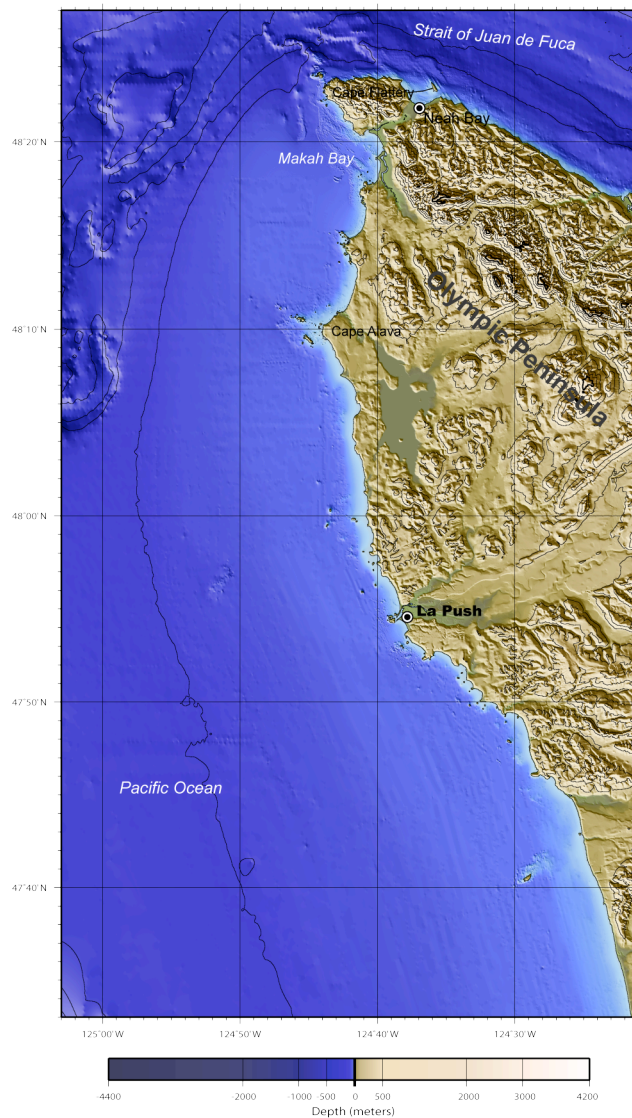 Strait of Juan de Fuca
Cape Flattery
Neah Bay
48°20'N
Makah Bay
Olympic Peninsula
48°10'N
Cape Alava
48°00'N
La Push
47°50'N
Pacific Ocean
47°40'N
125°00'W 124°50'W 124°40'W 124°30'W
-4400 -2000 -1000 -500 0 500 2000 3000 4200
Depth (meters)